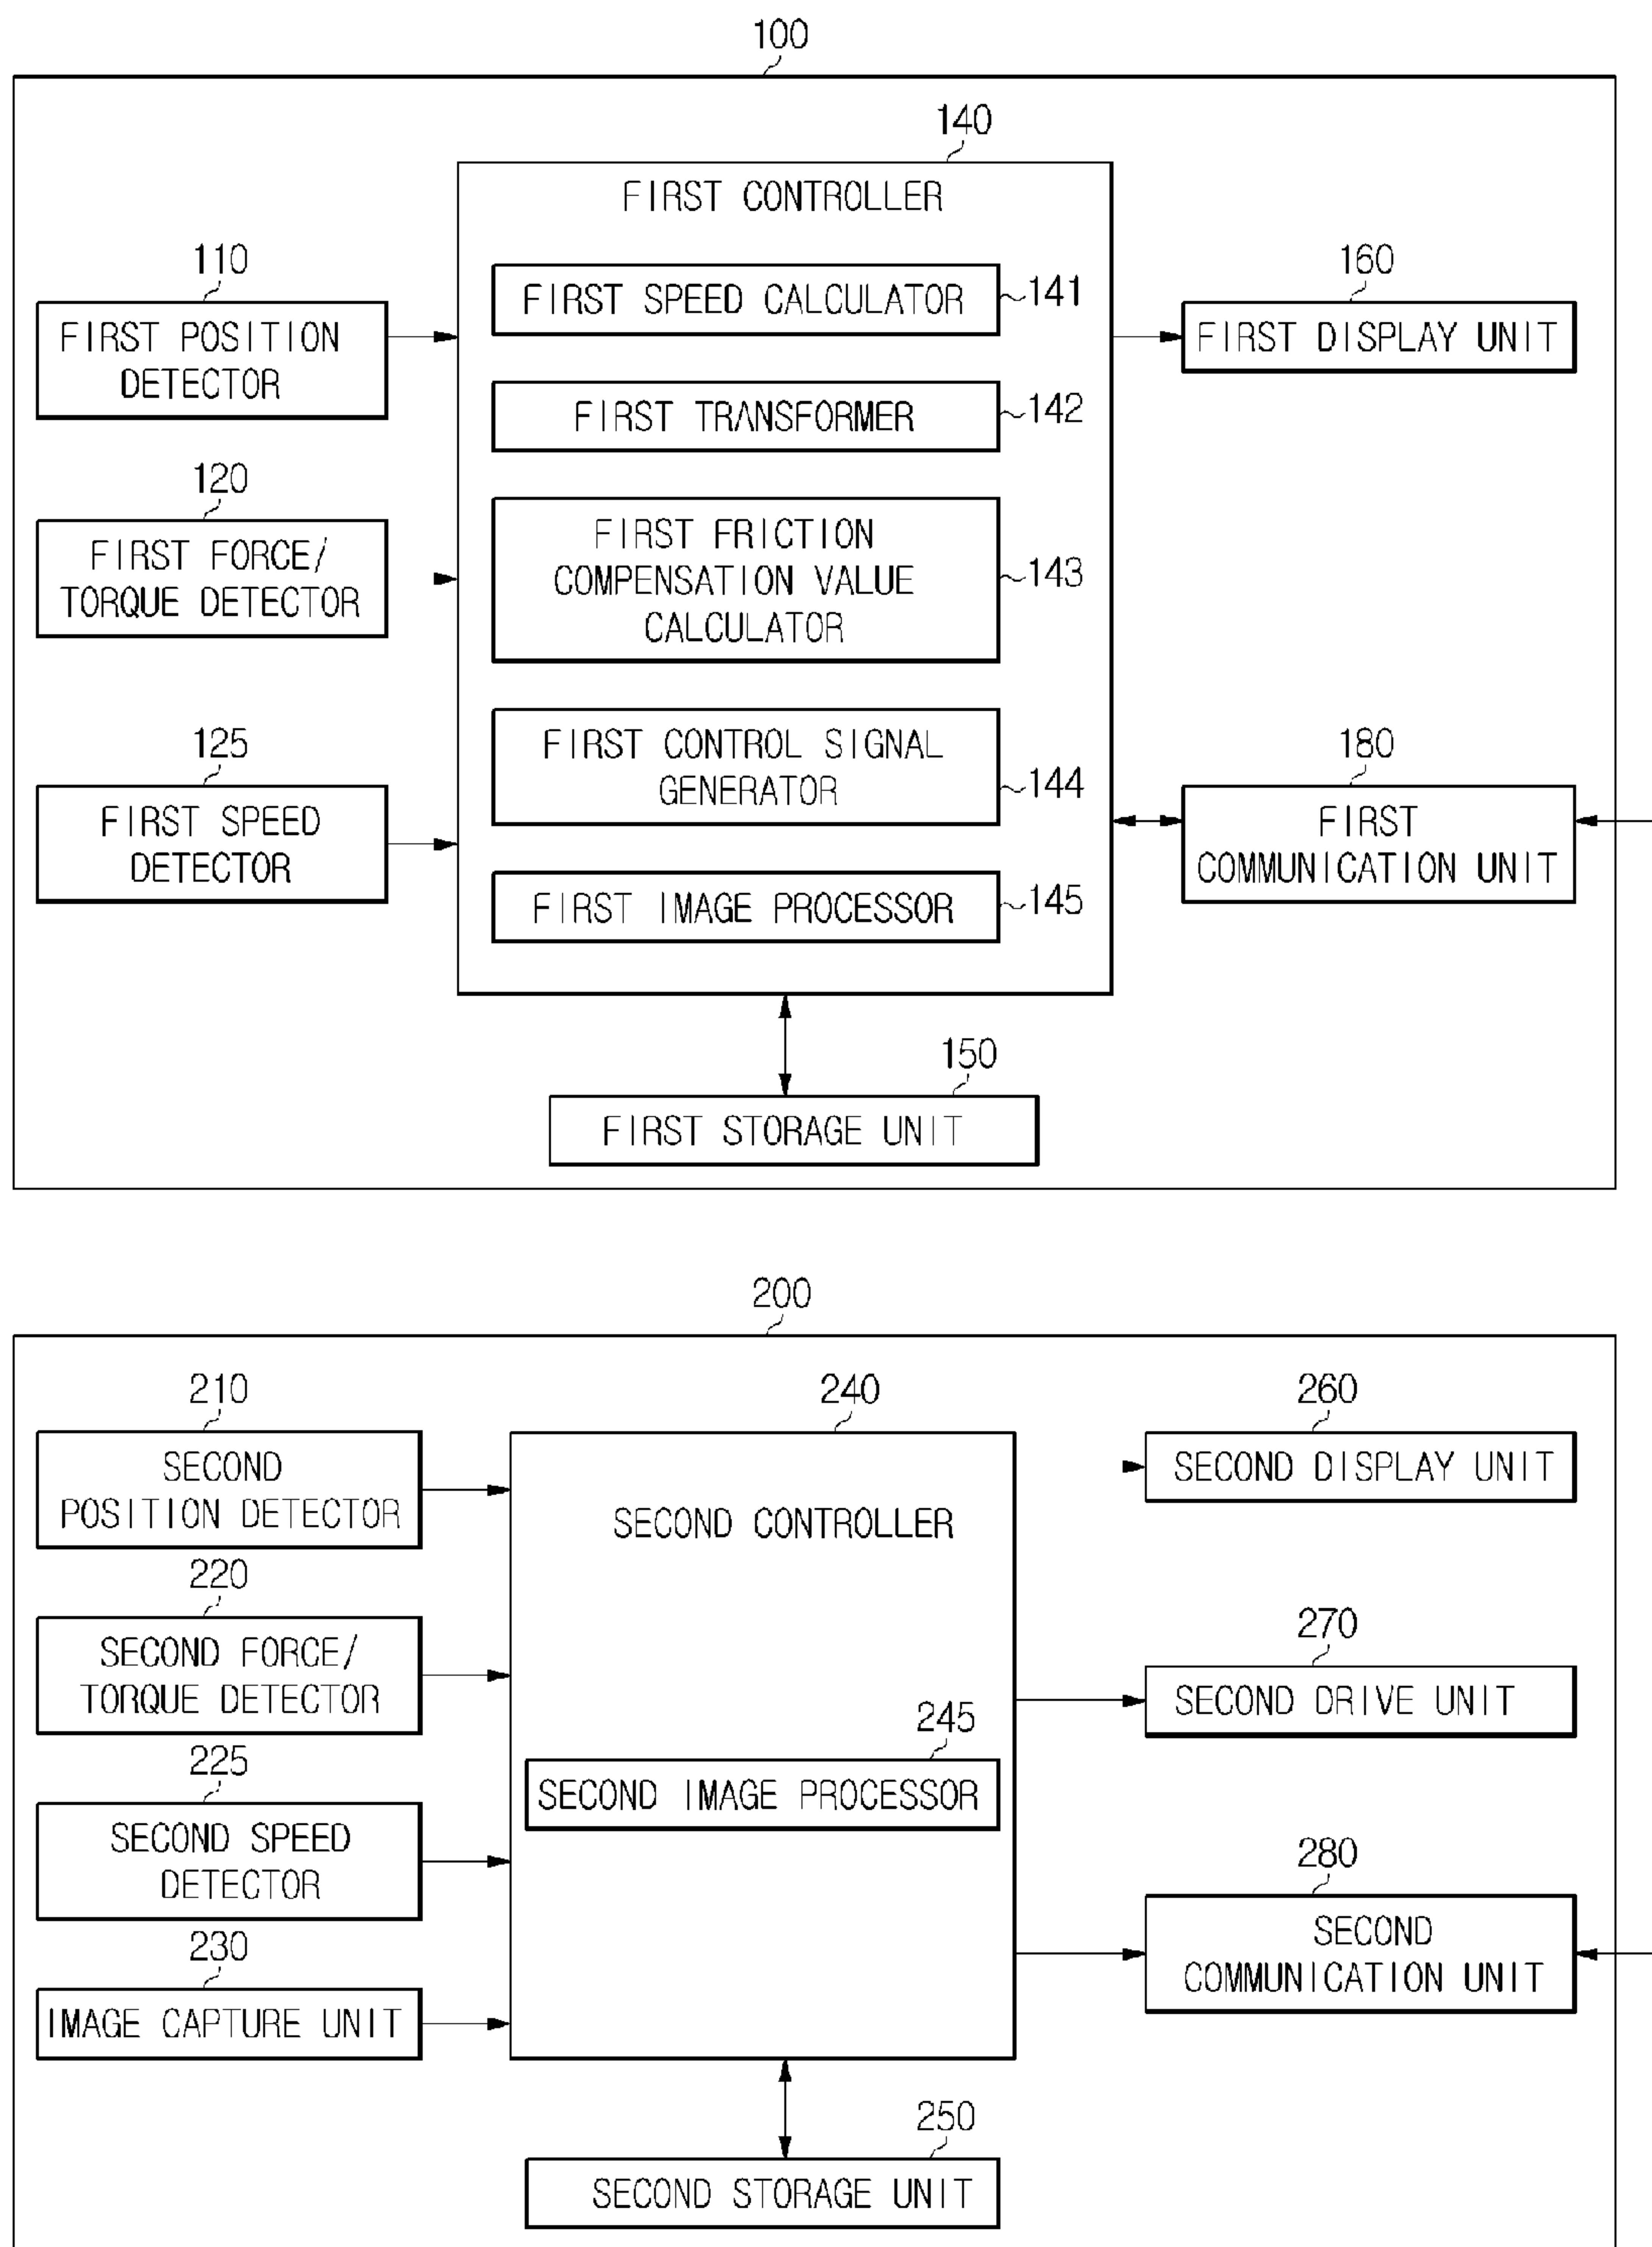 100
140
FIRST CONTROLLER
110
FIRST POSITION
DETECTOR
FIRST SPEED CALCULATOR
141
160
FIRST DISPLAY UNIT
FIRST TRANSFORMER
142
120
FIRST FORCE/
TORQUE DETECTOR
FIRST FRICTION
COMPENSATION VALUE
CALCULATOR
143
125
FIRST SPEED
DETECTOR
FIRST CONTROL SIGNAL
GENERATOR
144
180
FIRST
COMMUNICATION UNIT
FIRST IMAGE PROCESSOR
145
150
FIRST STORAGE UNIT
200
210
SECOND
POSITION DETECTOR
240
SECOND CONTROLLER
260
SECOND DISPLAY UNIT
220
SECOND FORCE/
TORQUE DETECTOR
270
SECOND DRIVE UNIT
245
SECOND IMAGE PROCESSOR
225
SECOND SPEED
DETECTOR
280
SECOND
COMMUNICATION UNIT
230
IMAGE CAPTURE UNIT
250
SECOND STORAGE UNIT